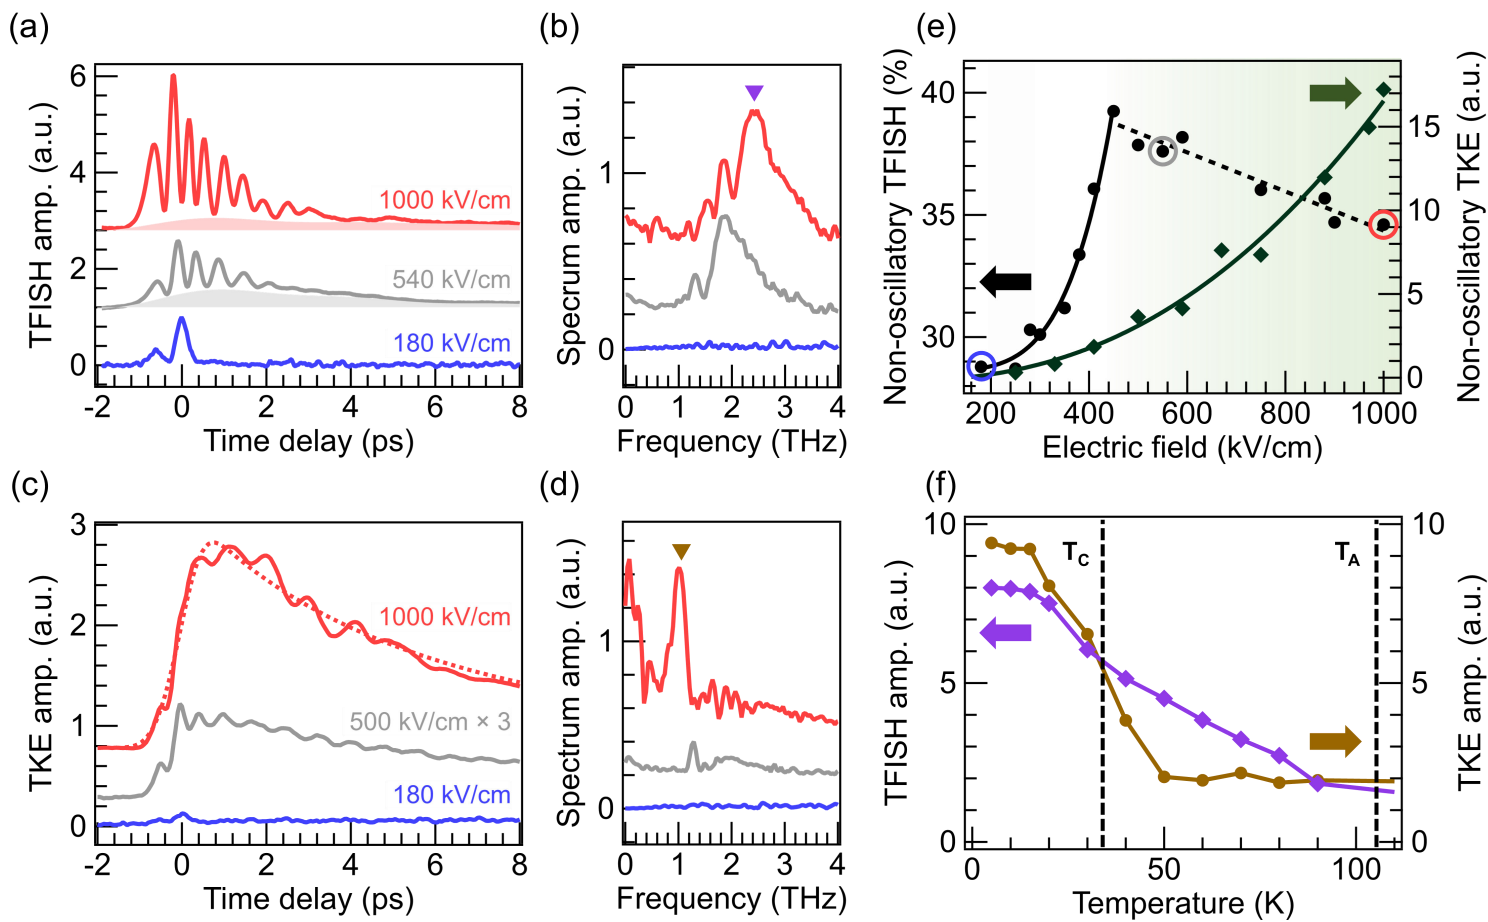 (a)
TFISH amp. (a.u.)
6
4
2
0
1000 kV/cm
540 kV/cm
180 kV/cm
-2 0 2 4 6 8
Time delay (ps)
(b)
Specrum amp. (a.u.)
1
0
0 1 2 3 4
Frequency (THz)
(e)
Non-oscillatory TFISH (%)
40
35
30
15
10
5
0
Non-oscillatory TKE (a.u.)
200 400 600 800 1000
Electric field (kV/cm)
(c)
TKE amp. (a.u.)
3
2
1
0
1000 kV/cm
500 kV/cm × 3
180 kV/cm
-2 0 2 4 6 8
Time delay (ps)
(d)
Spectrum amp. (a.u.)
1
0
0 1 2 3 4
Frequency (THz)
(f)
TFISH amp. (a.u.)
10
5
0
TC
TA
10
5
0
TKE amp. (a.u.)
0 50 100
Temperature (K)